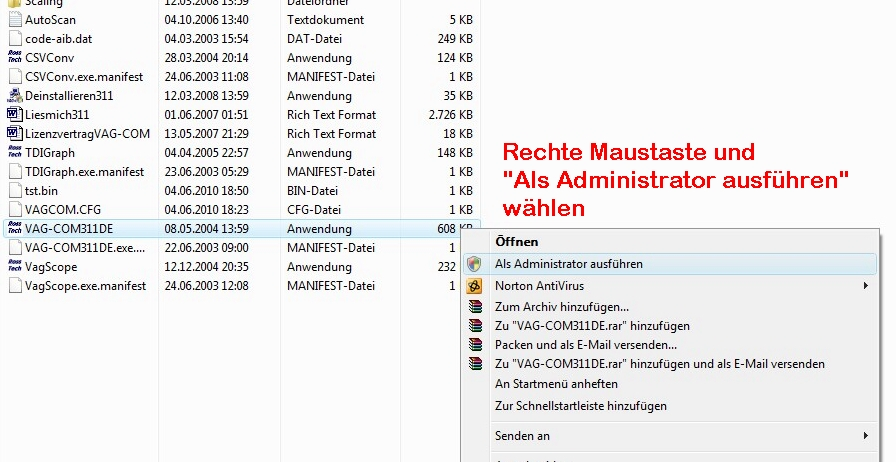 Scaling 12.03.2008 13:59 Dateiordner
AutoScan 04.10.2006 13:40 Textdokument 5 KB
code-aib.dat 04.03.2004 15:54 DAT-Datei 249 KB
Ross Tech CSVConv 28.03.2004 20:14 Anwendung 124 KB
CSVConv.exe.manifest 24.06.2003 11:08 MANIFEST-Datei 1 KB
Deinstallieren311 12.03.2008 13:59 Anwendung 35 KB
Liesmich311 01.06.2007 01:51 Rich Text Format 2.726 KB
LizenzvertragVAG-COM 13.05.2007 21:29 Rich Text Format 18 KB
Ross Tech TDIGraph 04.04.2005 22:57 Anwendung 148 KB
TDIGraph.exe.manifest 23.06.2003 05:29 MANIFEST-Datei 1 KB
tst.bin 04.06.2010 18:50 BIN-Datei 1 KB
VAGCOM.CFG 04.06.2010 18:23 CFG-Datei 1 KB
Ross Tech VAG-COM311DE 08.05.2004 13:59 Anwendung 608 KB
VAG-COM311DE.exe.... 22.06.2003 09:00 MANIFEST-Datei 1
Ross Tech VagScope 12.12.2004 20:35 Anwendung 232
VagScope.exe.manifest 24.06.2003 12:08 MANIFEST-Datei 1
Rechte Maustaste und
"Als Administrator ausführen"
wählen
Öffnen
Als Administrator ausführen
Norton AntiVirus
Zum Archiv hinzufügen...
Zu "VAG-COM311DE.rar" hinzufügen
Packen und als E-Mail versenden...
Zu "VAG-COM311DE.rar" hinzufügen und als E-Mail versenden
An Startmenü anheften
Zur Schnellstartleiste hinzufügen
Senden an